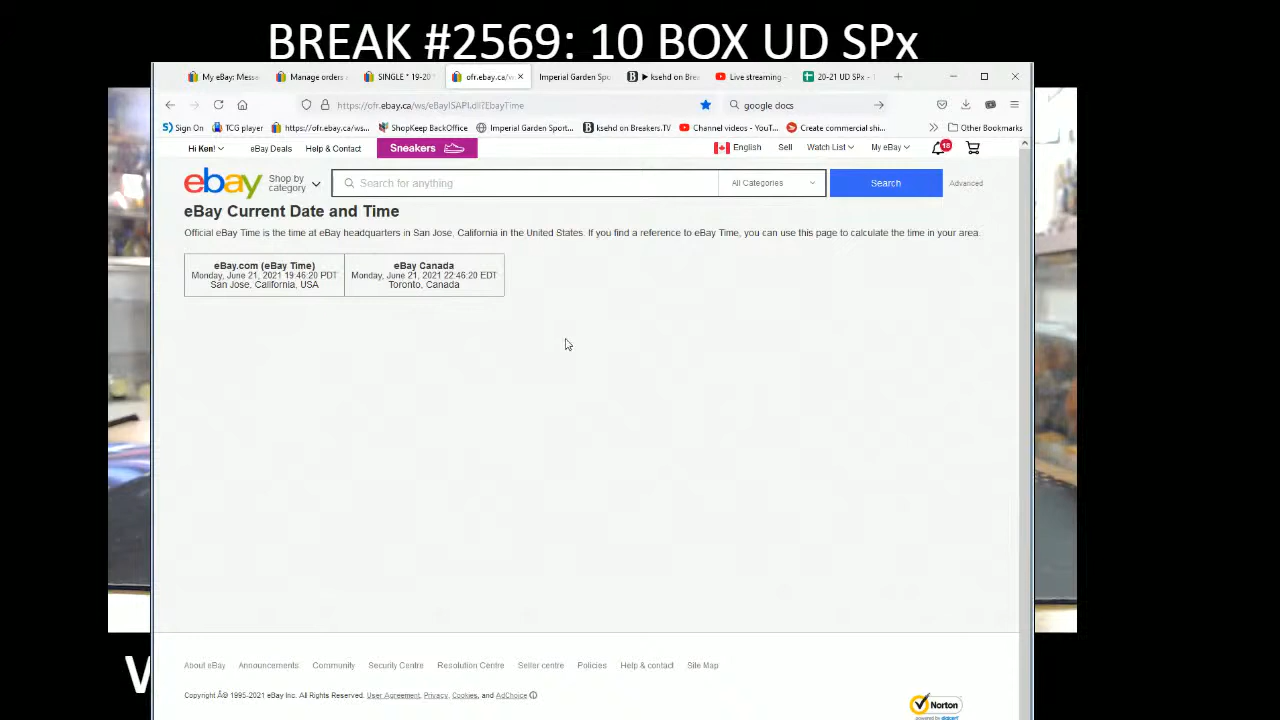 BREAK #2569: 10 BOX UD SPx
My eBay: Messa
Manage orders
SINGLE * 19-20
ofr.ebay.ca/w
Imperial Garden Spo
ksehd on Brea
Live streaming -
20-21 UD SPx -
https://ofr.ebay.ca/ws/eBayISAPI.dll?EbayTime
google docs
Sign On
TCG player
https://ofr.ebay.ca/ws...
ShopKeep BackOffice
Imperial Garden Sport...
ksehd on Breakers.TV
Channel videos - YouT...
Create commercial shi...
Other Bookmarks
Hi Ken!
eBay Deals
Help & Contact
Sneakers
English
Sell
Watch List
My eBay
18
ebay
Shop by
category
Search for anything
All Categories
Search
Advanced
eBay Current Date and Time
Official eBay Time is the time at eBay headquarters in San Jose, California in the United States. If you find a reference to eBay Time, you can use this page to calculate the time in your area.
eBay.com (eBay Time)
Monday, June 21, 2021 19:46:20 PDT
San Jose, California, USA
eBay Canada
Monday, June 21, 2021 22:46:20 EDT
Toronto, Canada
About eBay
Announcements
Community
Security Centre
Resolution Centre
Seller centre
Policies
Help & contact
Site Map
Copyright Â© 1995-2021 eBay Inc. All Rights Reserved. User Agreement, Privacy, Cookies, and AdChoice
Norton
powered by digicert